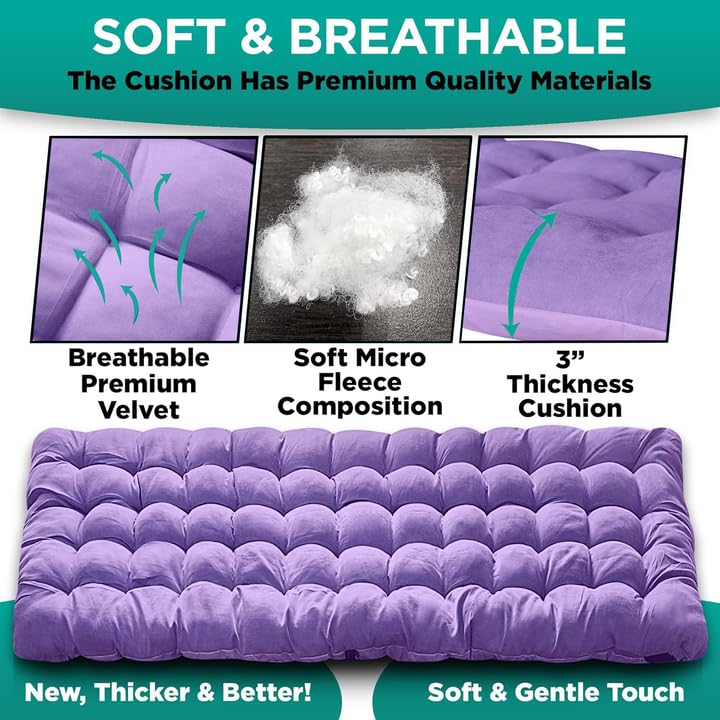 SOFT & BREATHABLE
The Cushion Has Premium Quality Materials
Breathable
Premium
Velvet
Soft Micro
Fleece
Composition
3”
Thickness
Cushion
New, Thicker & Better!
Soft & Gentle Touch